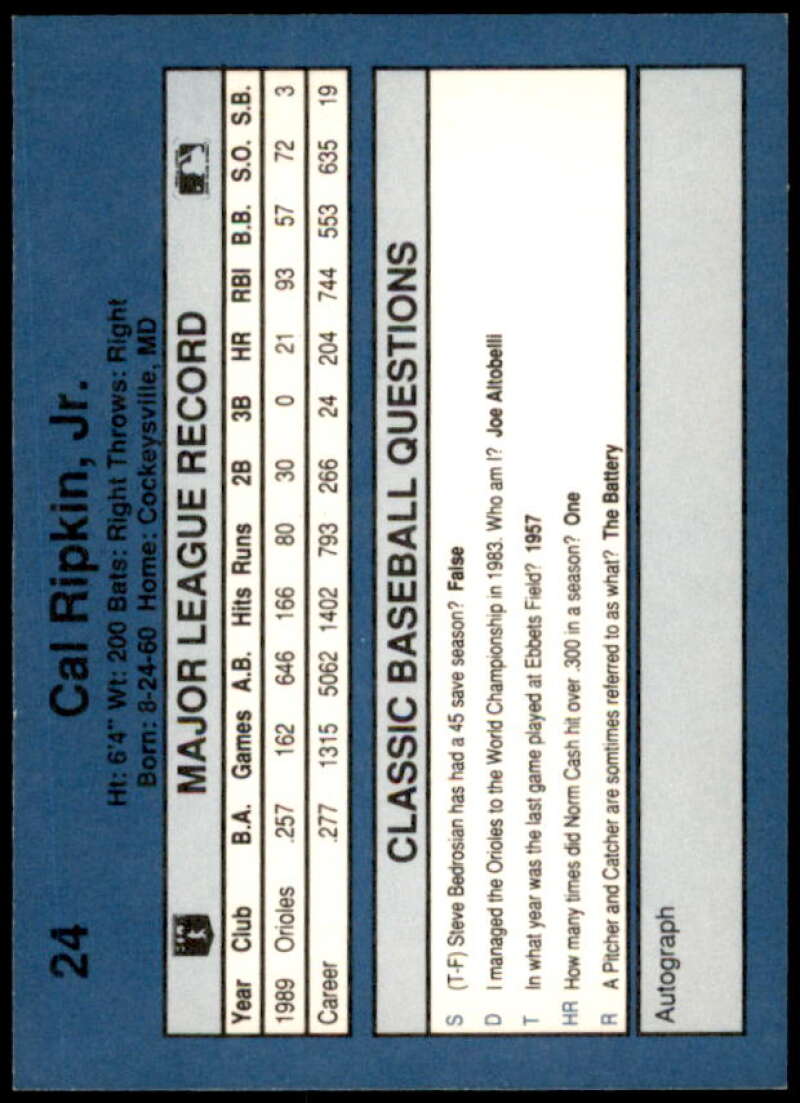 24 Cal Ripkin, Jr.
Ht: 6'4" Wt: 200 Bats: Right Throws: Right
Born: 8-24-60 Home: Cockeysville, MD
MAJOR LEAGUE RECORD
Year Club B.A. Games A.B. Hits Runs 2B 3B HR RBI B.B. S.O. S.B.
1989 Orioles .257 162 646 166 80 30 0 21 93 57 72 3
Career .277 1315 5062 1402 793 266 24 204 744 553 635 19
CLASSIC BASEBALL QUESTIONS
S (T-F) Steve Bedrosian has had a 45 save season? False
D I managed the Orioles to the World Championship in 1983. Who am I? Joe Altobelli
T In what year was the last game played at Ebbets Field? 1957
HR How many times did Norm Cash hit over .300 in a season? One
R A Pitcher and Catcher are somtimes referred to as what? The Battery
Autograph